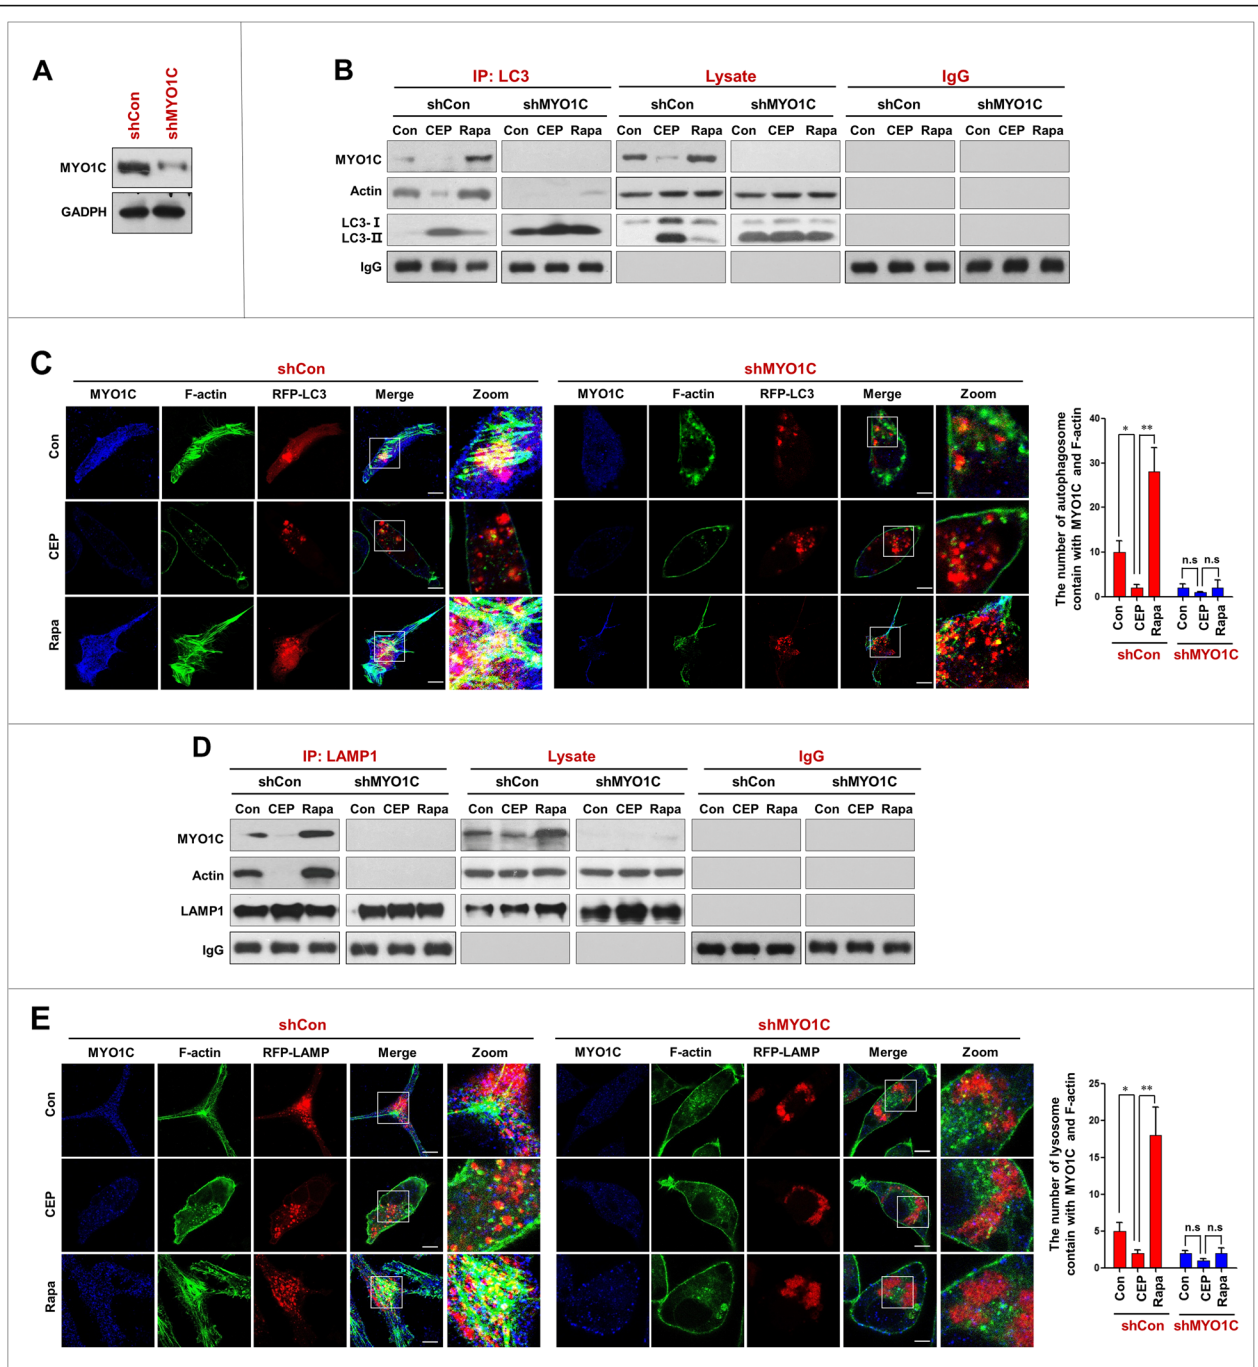 A
shCon
shMYO1C
MYO1C
GADPH
B
IP: LC3
Lysate
IgG
shCon
shMYO1C
shCon
shMYO1C
shCon
shMYO1C
Con CEP Rapa
Con CEP Rapa
Con CEP Rapa
Con CEP Rapa
Con CEP Rapa
Con CEP Rapa
MYO1C
Actin
LC3-I
LC3-II
IgG
C
shCon
shMYO1C
MYO1C
F-actin
RFP-LC3
Merge
Zoom
MYO1C
F-actin
RFP-LC3
Merge
Zoom
Con
CEP
Rapa
The number of autophagosome
contain with MYO1C and F-actin
40
30
20
10
0
* **
n.s n.s
Con
CEP
Rapa
Con
CEP
Rapa
shCon
shMYO1C
D
IP: LAMP1
Lysate
IgG
shCon
shMYO1C
shCon
shMYO1C
shCon
shMYO1C
Con CEP Rapa
Con CEP Rapa
Con CEP Rapa
Con CEP Rapa
Con CEP Rapa
Con CEP Rapa
MYO1C
Actin
LAMP1
IgG
E
shCon
shMYO1C
MYO1C
F-actin
RFP-LAMP
Merge
Zoom
MYO1C
F-actin
RFP-LAMP
Merge
Zoom
Con
CEP
Rapa
The number of lysosome
contain with MYO1C and F-actin
25
20
15
10
5
0
* **
n.s n.s
Con
CEP
Rapa
Con
CEP
Rapa
shCon
shMYO1C